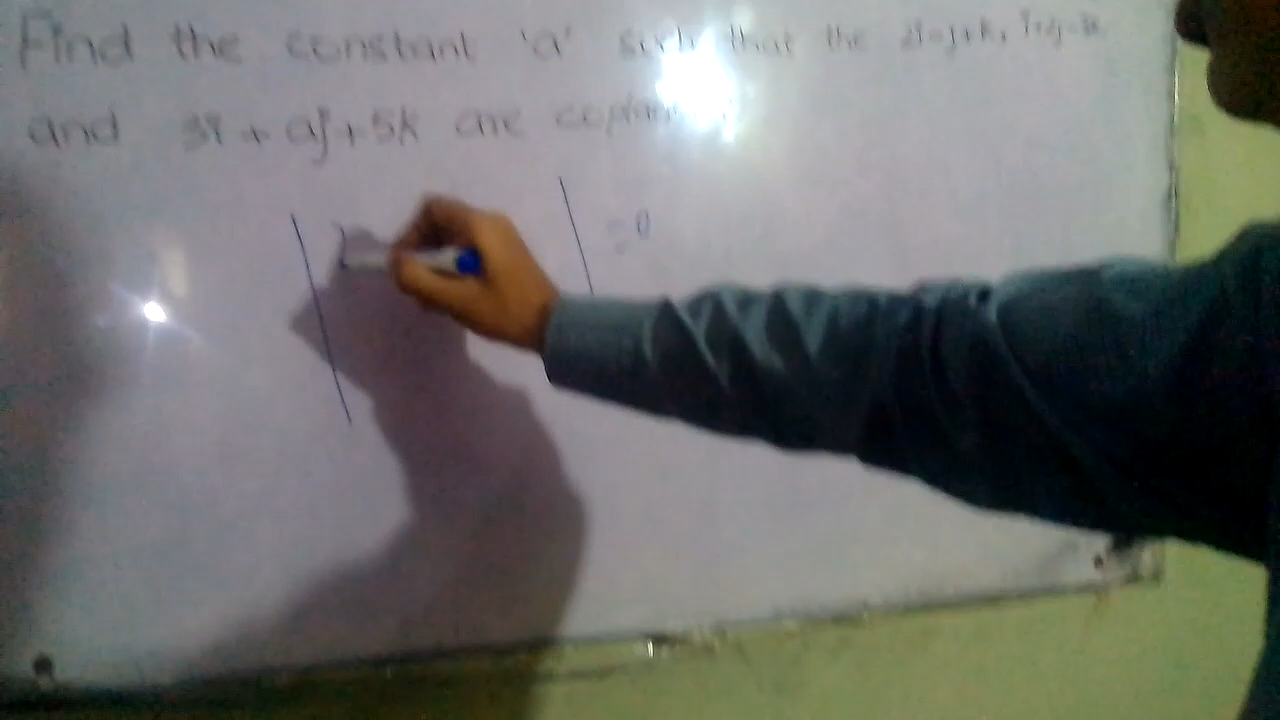 Find the constant 'a' such that the 2i-j+k, i+2j-3k
and 3i + aj + 5k are coplanar
= 0